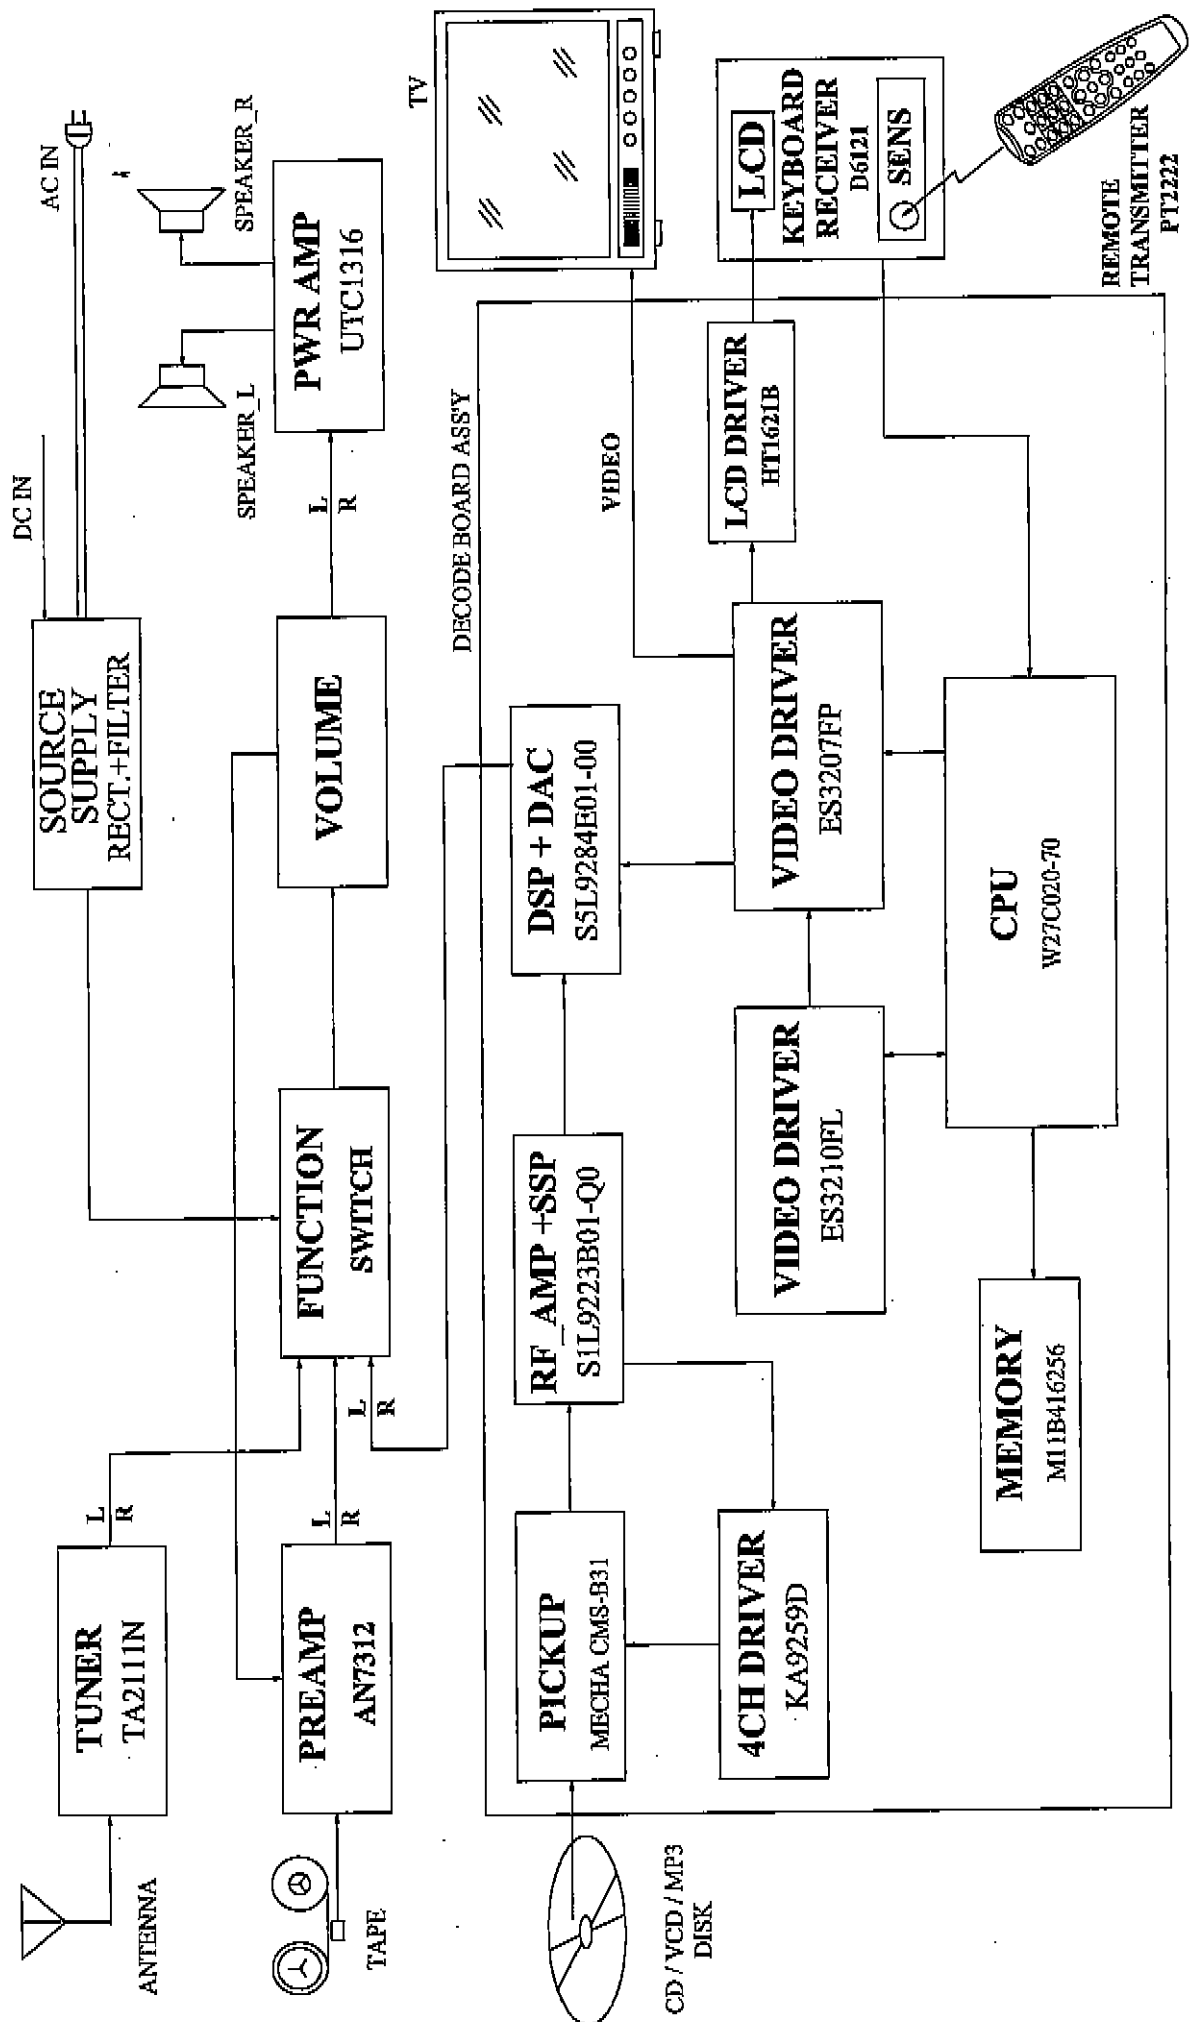 ANTENNA
TUNER
TA2111N
L
R
SOURCE
SUPPLY
RECT.+FILTER
DC IN
AC IN
TAPE
PREAMP
AN7312
L
R
FUNCTION
SWITCH
L
R
VOLUME
L
R
PWR AMP
UTC1316
SPEAKER_L
SPEAKER_R
DECODE BOARD ASS'Y
TV
VIDEO
CD / VCD / MP3
DISK
PICKUP
MECHA CMS-B31
RF_AMP +SSP
S1L9223B01-Q0
DSP + DAC
S5L9284E01-00
4CH DRIVER
KA9259D
VIDEO DRIVER
ES3210FL
VIDEO DRIVER
ES3207FP
LCD DRIVER
HT1621B
LCD
KEYBOARD
RECEIVER
D6121
SENS
MEMORY
M11B416256
CPU
W27C020-70
REMOTE
TRANSMITTER
PT2222